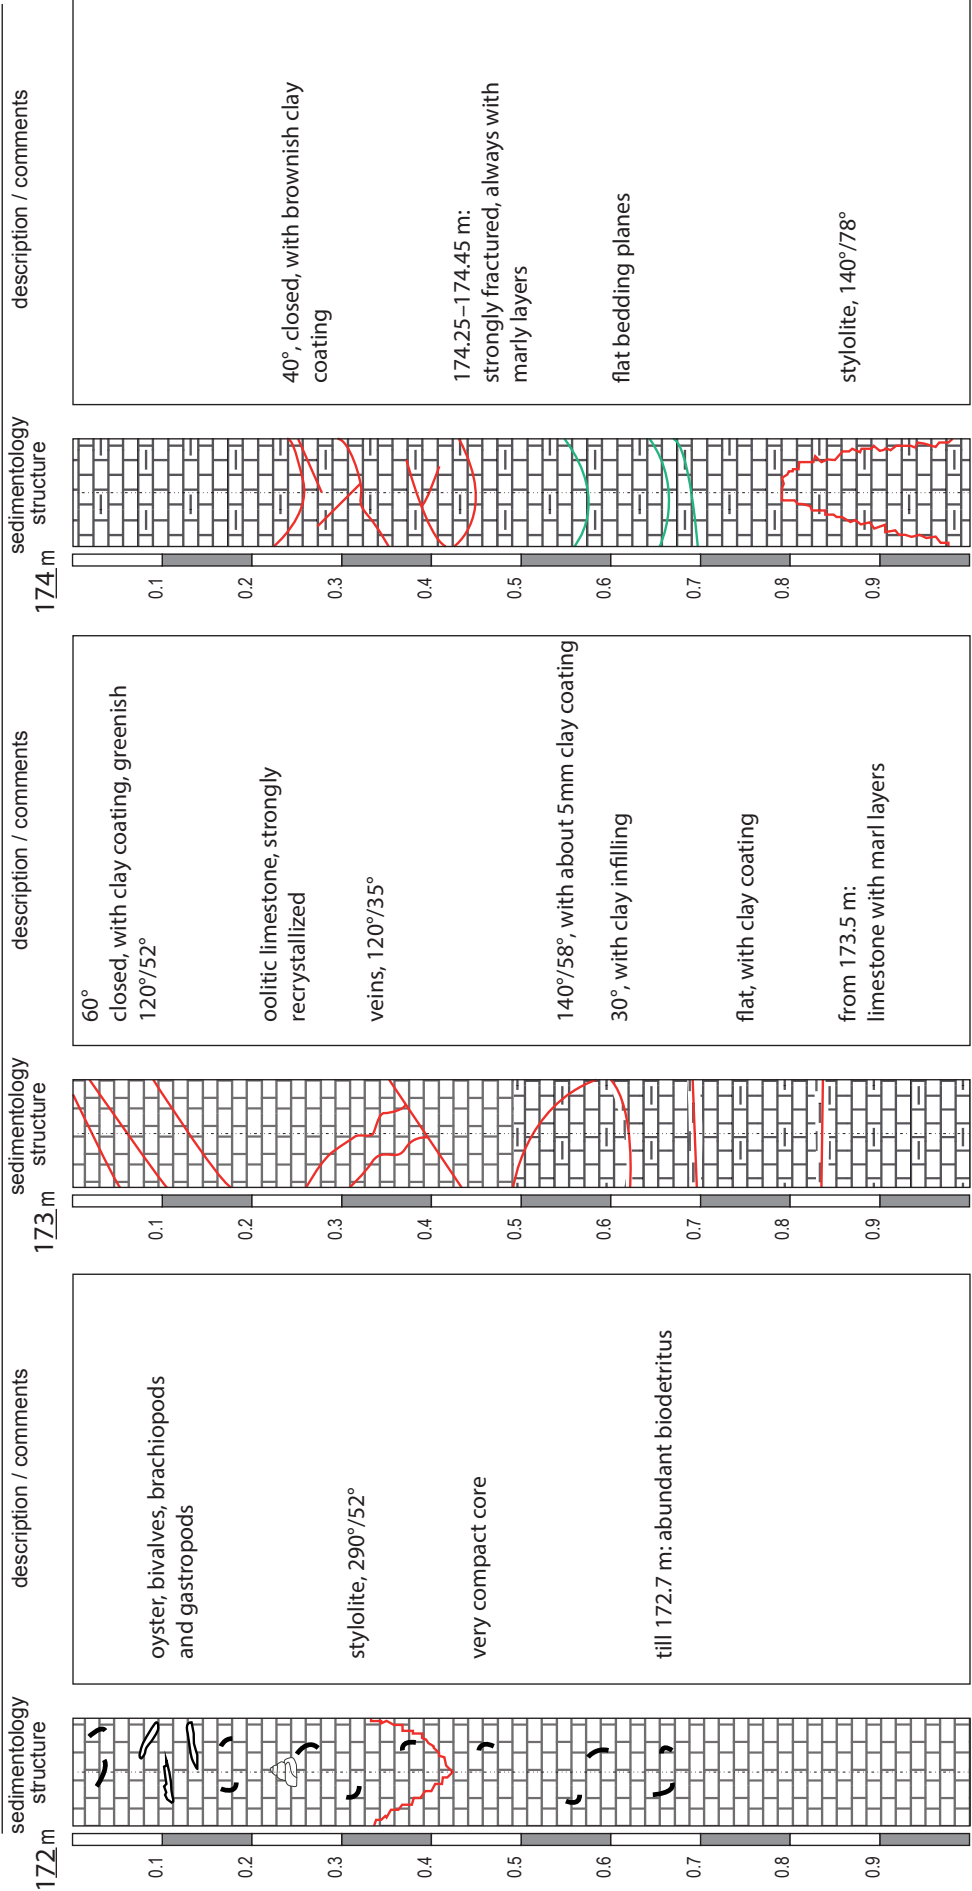 172 m
sedimentology
structure
description / comments
0.1
0.2
0.3
0.4
0.5
0.6
0.7
0.8
0.9
oyster, bivalves, brachiopods
and gastropods
stylolite, 290°/52°
very compact core
till 172.7 m: abundant biodetritus
173 m
sedimentology
structure
description / comments
0.1
0.2
0.3
0.4
0.5
0.6
0.7
0.8
0.9
60°
closed, with clay coating, greenish
120°/52°
oolitic limestone, strongly
recrystallized
veins, 120°/35°
140°/58°, with about 5mm clay coating
30°, with clay infilling
flat, with clay coating
from 173.5 m:
limestone with marl layers
174 m
sedimentology
structure
description / comments
0.1
0.2
0.3
0.4
0.5
0.6
0.7
0.8
0.9
40°, closed, with brownish clay
coating
174.25–174.45 m:
strongly fractured, always with
marly layers
flat bedding planes
stylolite, 140°/78°